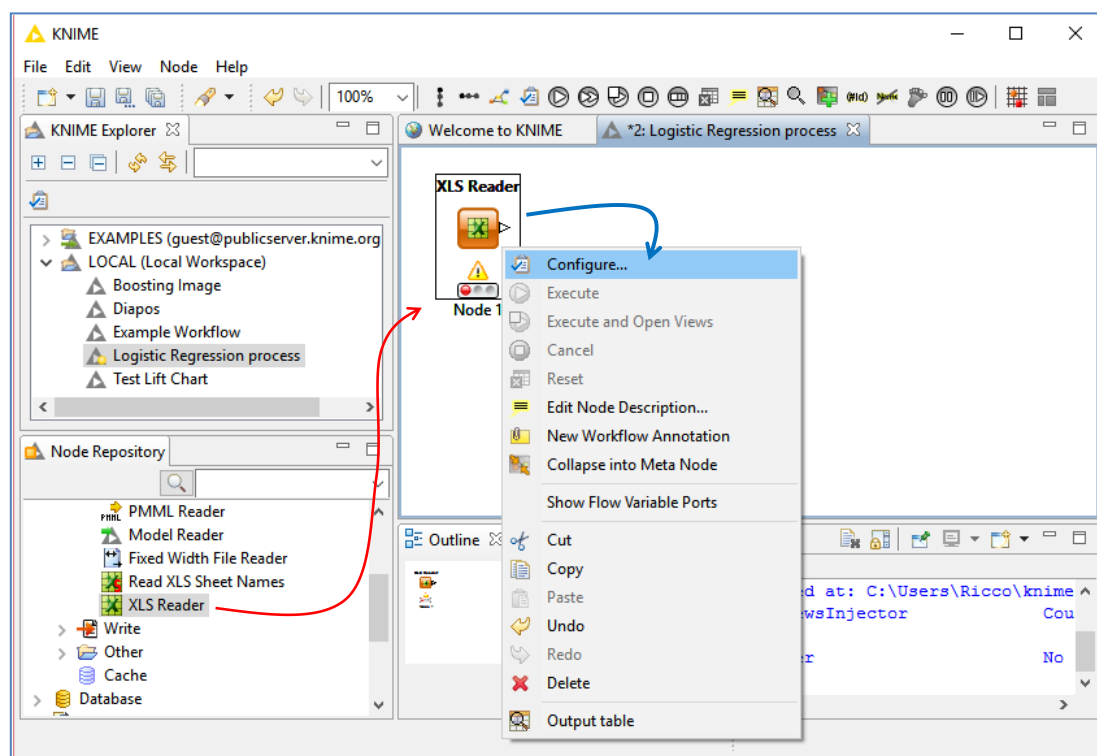 KNIME
File Edit View Node Help
100%
(#Id)
KNIME Explorer
Welcome to KNIME
*2: Logistic Regression process
EXAMPLES (guest@publicserver.knime.org
LOCAL (Local Workspace)
Boosting Image
Diapos
Example Workflow
Logistic Regression process
Test Lift Chart
XLS Reader
Node 1
Configure...
Execute
Execute and Open Views
Cancel
Reset
Edit Node Description...
New Workflow Annotation
Collapse into Meta Node
Show Flow Variable Ports
Cut
Copy
Paste
Undo
Redo
Delete
Output table
Node Repository
PMML PMML Reader
Model Reader
Fixed Width File Reader
Read XLS Sheet Names
XLS Reader
Write
Other
Cache
Database
Outline
d at: C:\Users\Ricco\knime
wsInjector Cou
r No